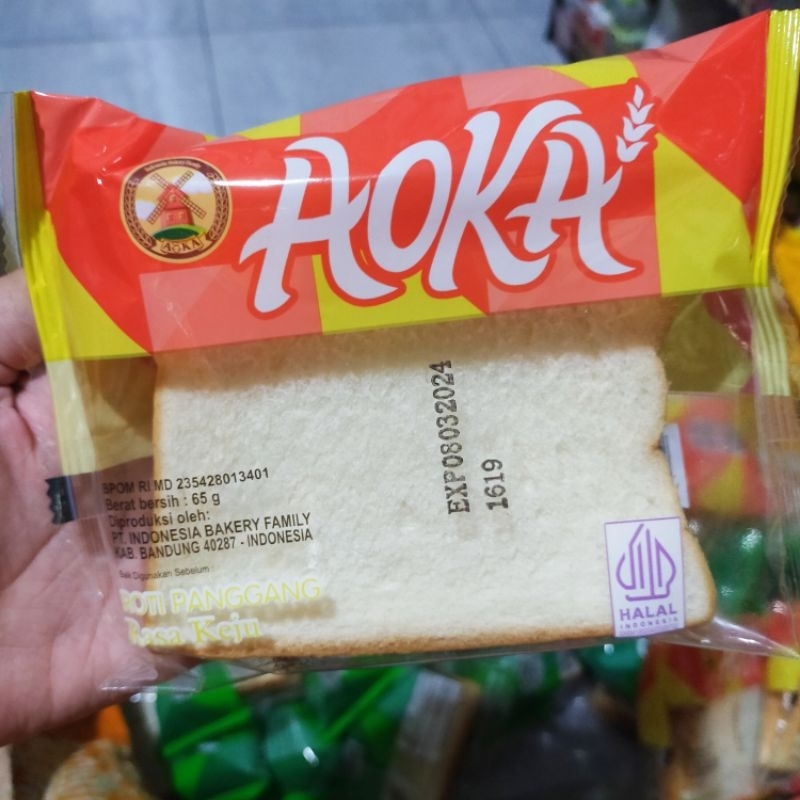 AOKA
AOKA
EXP08032024
1619
BPOM RI MD 235428013401
Berat bersih : 65 g
Diproduksi oleh:
PT. INDONESIA BAKERY FAMILY
KAB. BANDUNG 40287 - INDONESIA
Baik Digunakan Sebelum :
ROTI PANGGANG
Rasa Keju
HALAL
INDONESIA